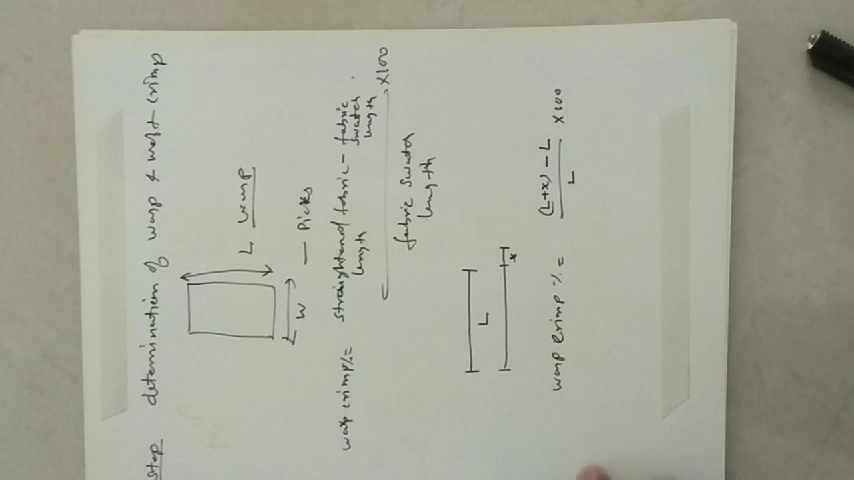 step determination of warp & weft crimp
L warp
W — Picks
warp crimp%= straightened fabric length - fabric swatch length × 100
fabric swatch length
L
x
warp crimp %= (L+x) - L × 100
L